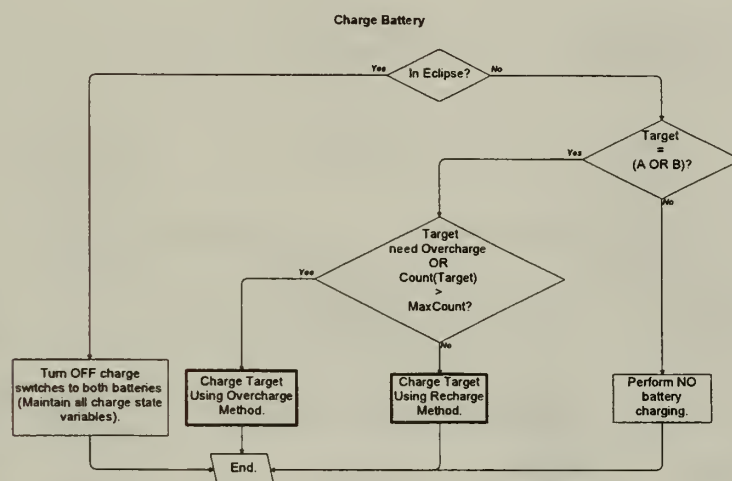 Charge Battery
In Eclipse?
Yes
No
Target
=
(A OR B)?
Yes
No
Target
need Overcharge
OR
Count(Target)
>
MaxCount?
Yes
No
Turn OFF charge
switches to both batteries
(Maintain all charge state
variables).
Charge Target
Using Overcharge
Method.
Charge Target
Using Recharge
Method.
Perform NO
battery
charging.
End.